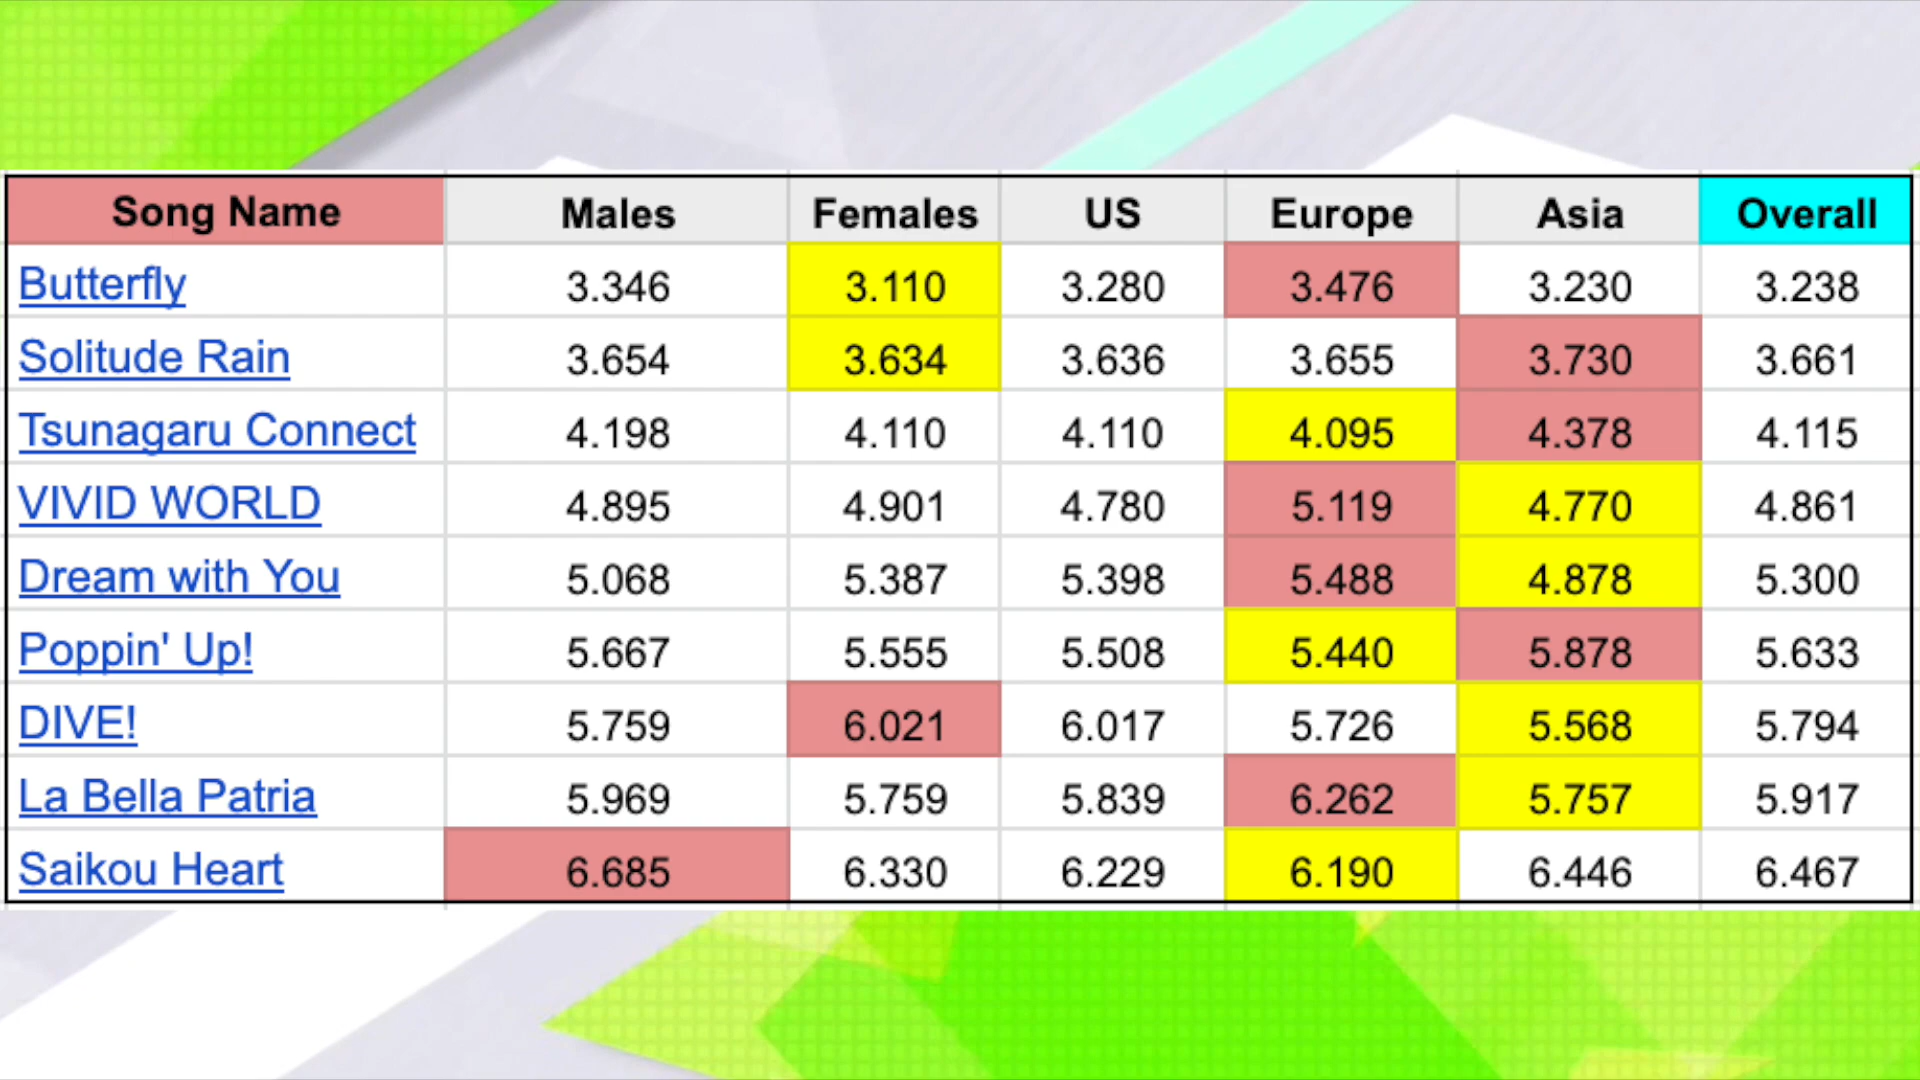 Song Name Males Females US Europe Asia Overall
Butterfly 3.346 3.110 3.280 3.476 3.230 3.238
Solitude Rain 3.654 3.634 3.636 3.655 3.730 3.661
Tsunagaru Connect 4.198 4.110 4.110 4.095 4.378 4.115
VIVID WORLD 4.895 4.901 4.780 5.119 4.770 4.861
Dream with You 5.068 5.387 5.398 5.488 4.878 5.300
Poppin' Up! 5.667 5.555 5.508 5.440 5.878 5.633
DIVE! 5.759 6.021 6.017 5.726 5.568 5.794
La Bella Patria 5.969 5.759 5.839 6.262 5.757 5.917
Saikou Heart 6.685 6.330 6.229 6.190 6.446 6.467